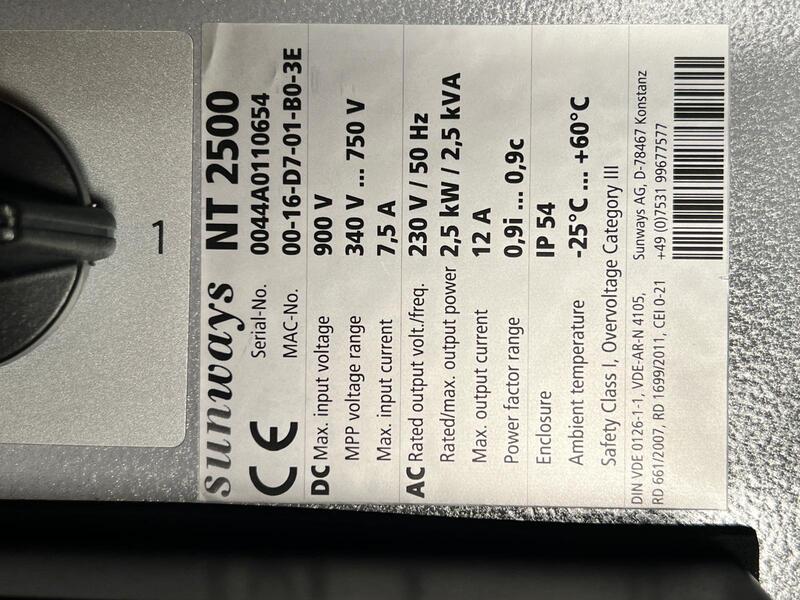 1
sunways NT 2500
CE Serial-No. 0044A0110654
MAC-No. 00-16-D7-01-B0-3E
DC Max. input voltage 900 V
MPP voltage range 340 V ... 750 V
Max. input current 7,5 A
AC Rated output volt./freq. 230 V / 50 Hz
Rated/max. output power 2,5 kW / 2,5 kVA
Max. output current 12 A
Power factor range 0,9i ... 0,9c
Enclosure IP 54
Ambient temperature -25°C ... +60°C
Safety Class I, Overvoltage Category III
DIN VDE 0126-1-1, VDE-AR-N 4105,
RD 661/2007, RD 1699/2011, CEI 0-21
Sunways AG, D-78467 Konstanz
+49 (0)7531 99677577